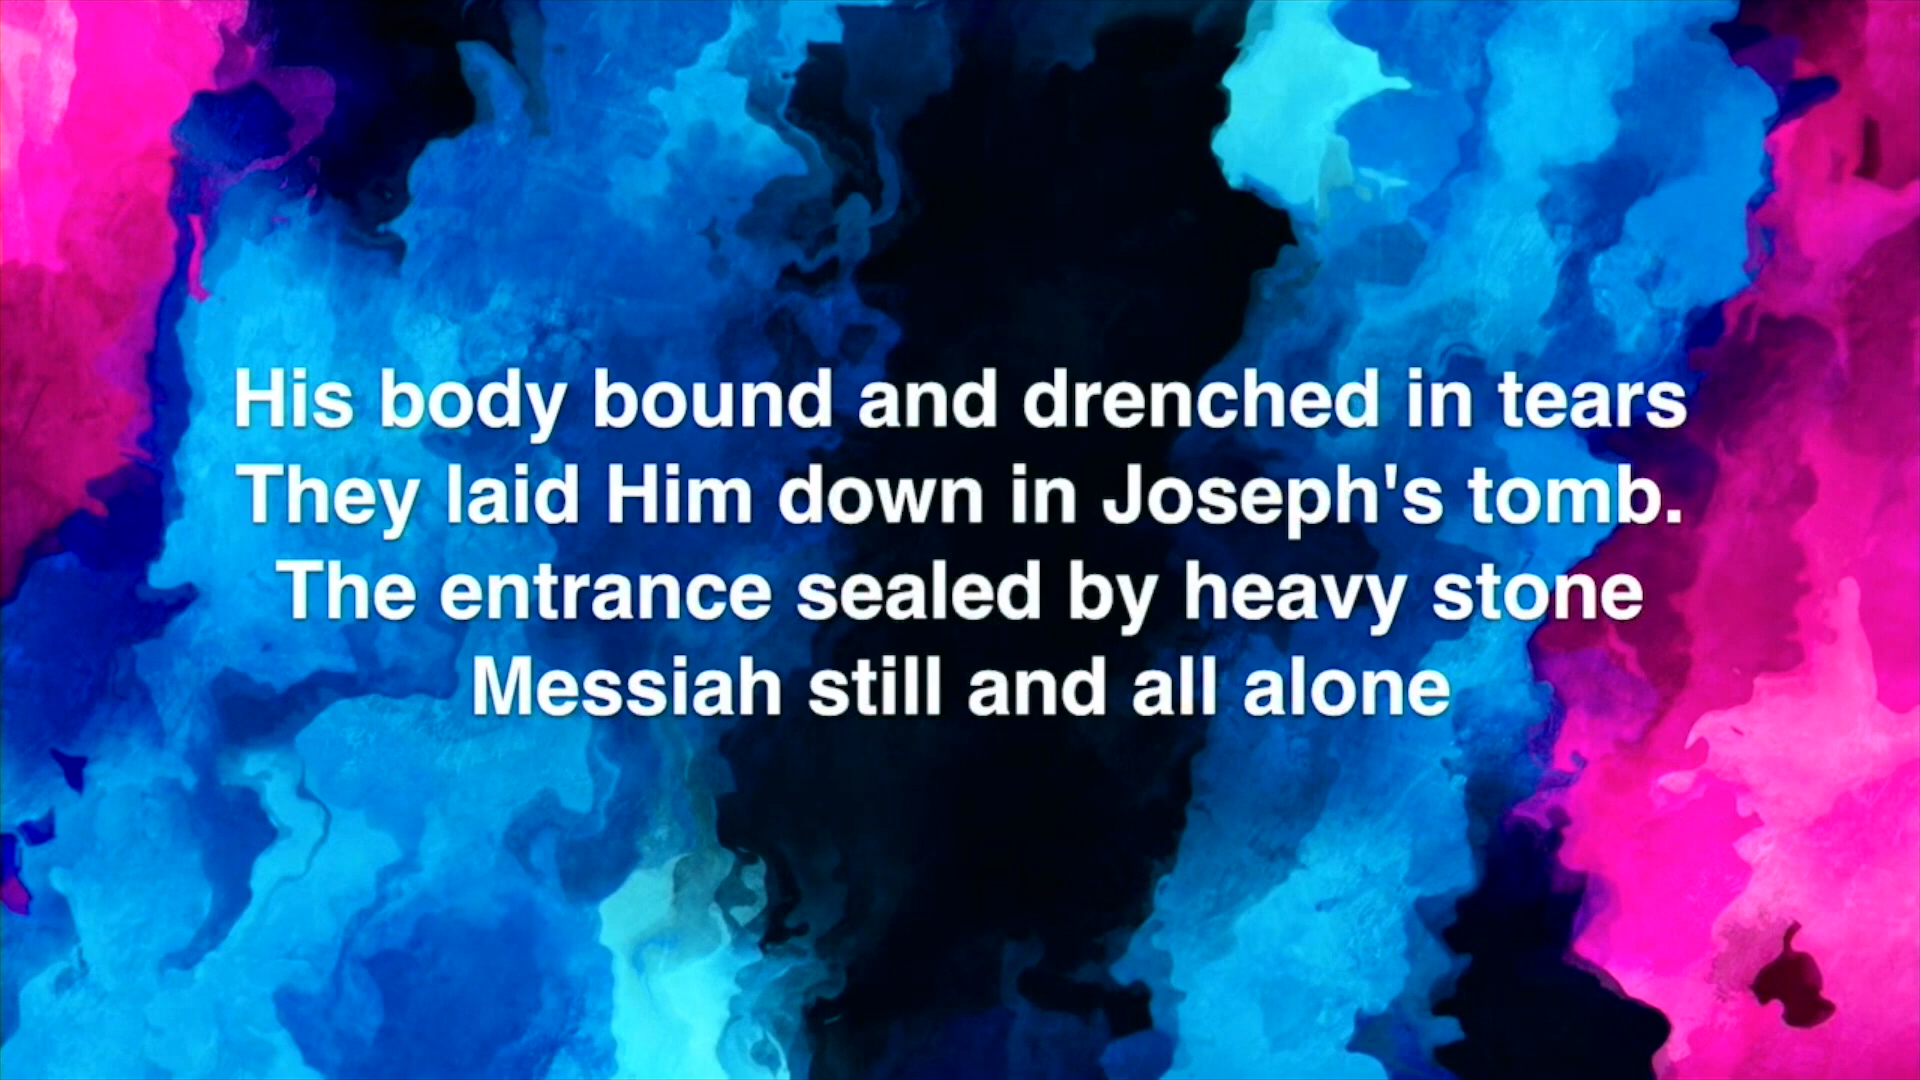 His body bound and drenched in tears
They laid Him down in Joseph's tomb.
The entrance sealed by heavy stone
Messiah still and all alone